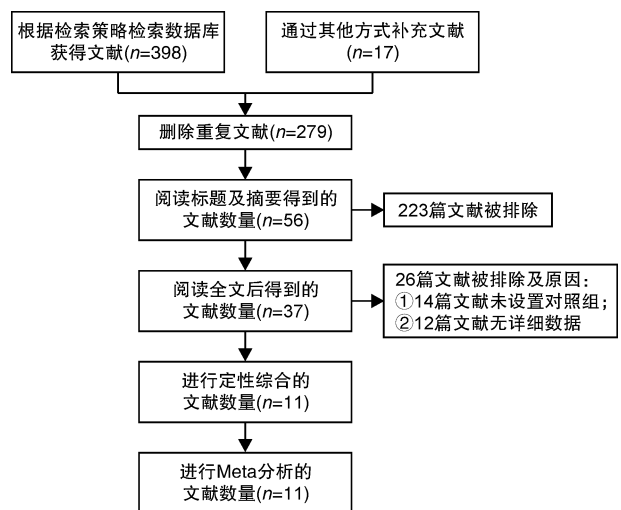 根据检索策略检索数据库
获得文献(n=398)
通过其他方式补充文献
(n=17)
删除重复文献(n=279)
阅读标题及摘要得到的
文献数量(n=56)
223篇文献被排除
阅读全文后得到的
文献数量(n=37)
26篇文献被排除及原因：
①14篇文献未设置对照组；
②12篇文献无详细数据
进行定性综合的
文献数量(n=11)
进行Meta分析的
文献数量(n=11)